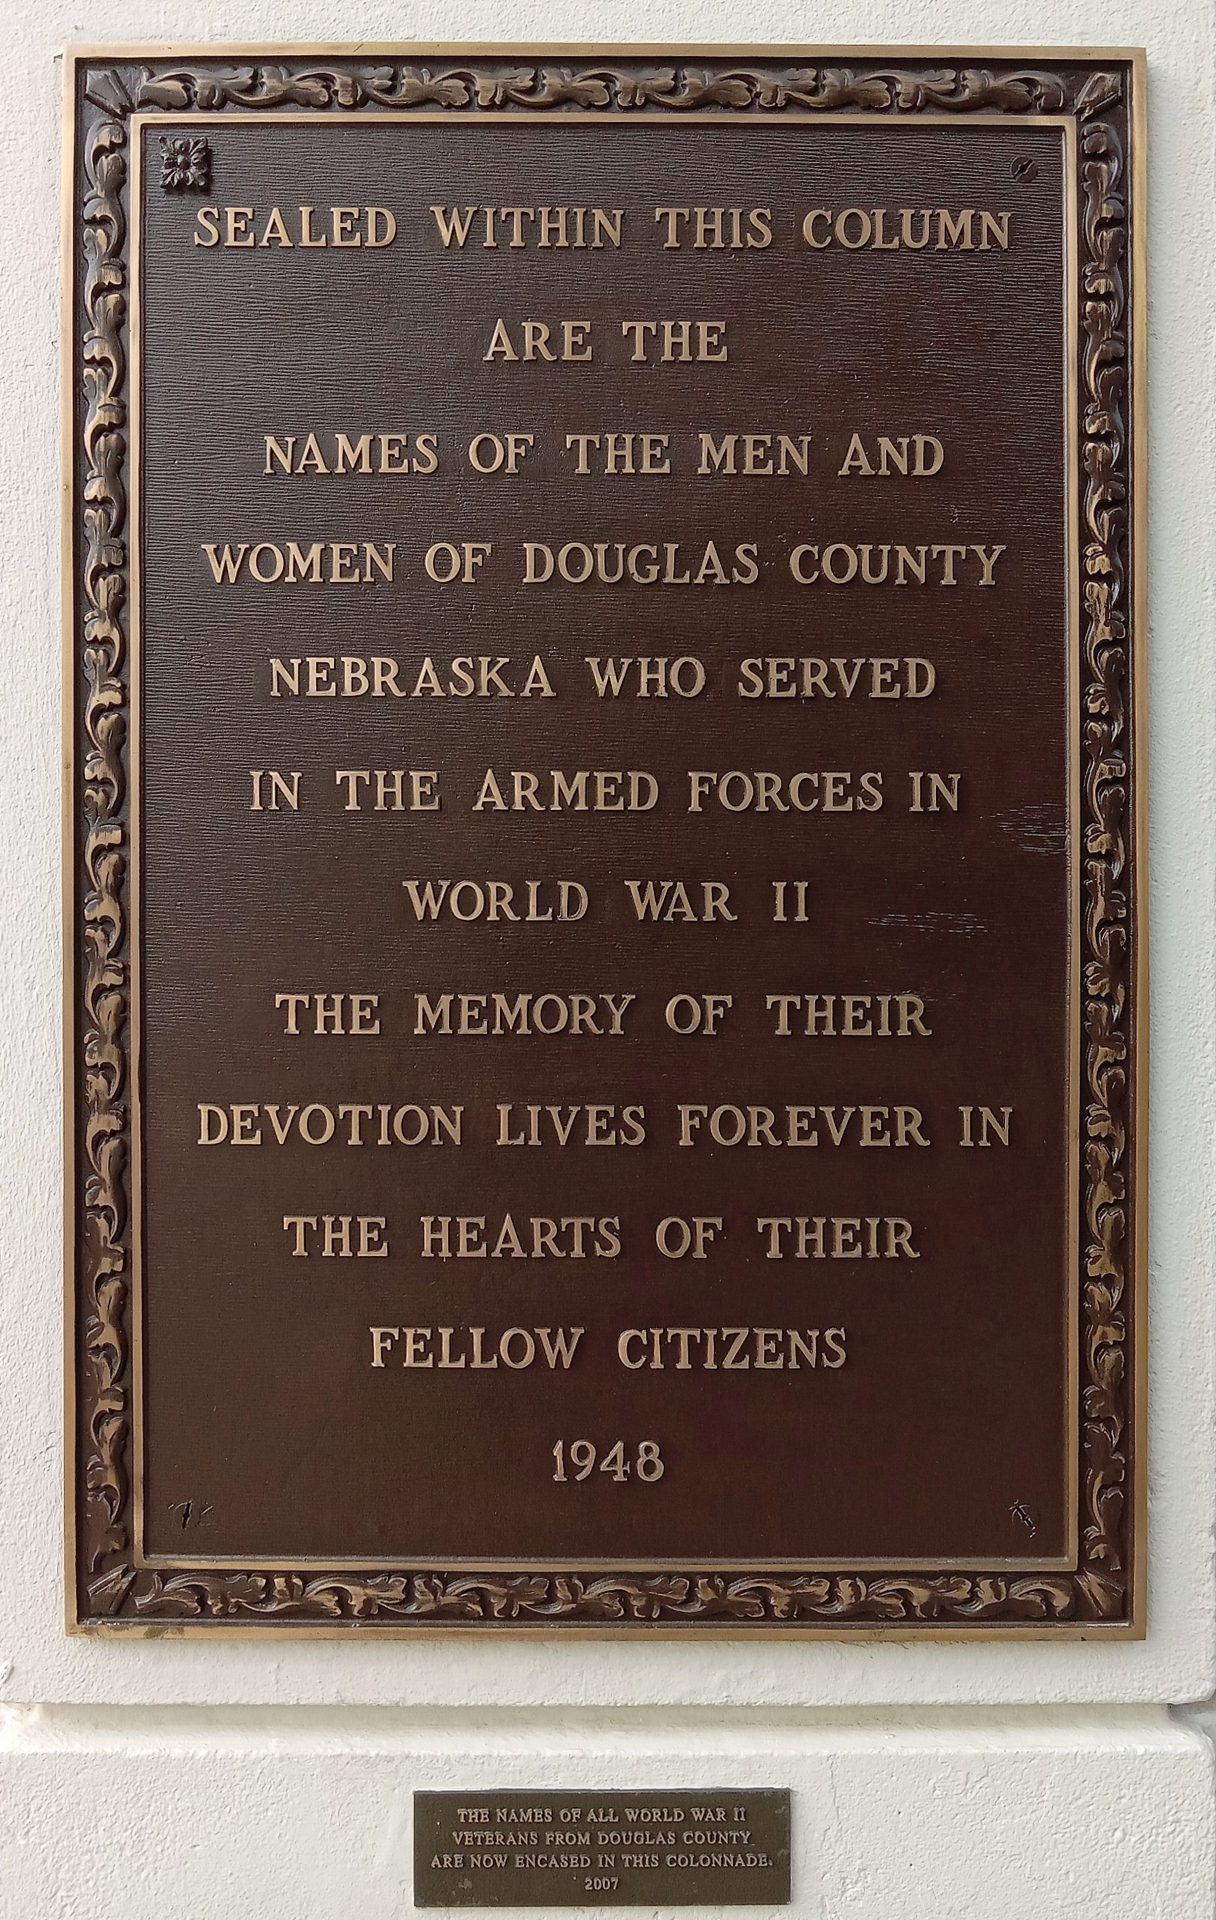 SEALED WITHIN THIS COLUMN
ARE THE
NAMES OF THE MEN AND
WOMEN OF DOUGLAS COUNTY
NEBRASKA WHO SERVED
IN THE ARMED FORCES IN
WORLD WAR II
THE MEMORY OF THEIR
DEVOTION LIVES FOREVER IN
THE HEARTS OF THEIR
FELLOW CITIZENS
1948
THE NAMES OF ALL WORLD WAR II
VETERANS FROM DOUGLAS COUNTY
ARE NOW ENCASED IN THIS COLONNADE.
2007